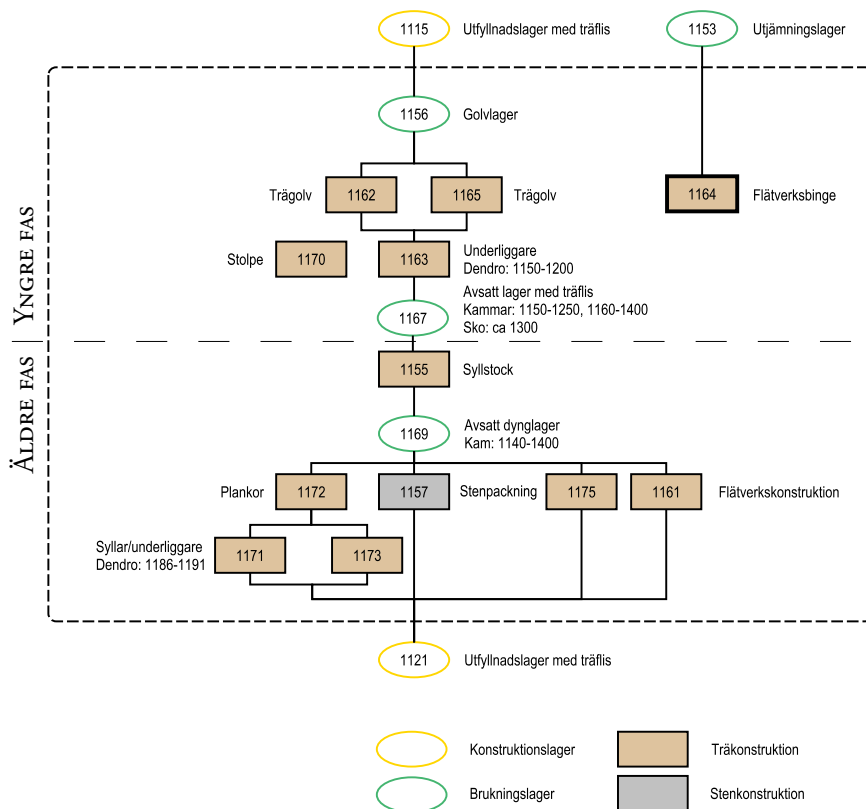 1115 Utfyllnadslager med träflis
1153 Utjämningslager
YNGRE FAS
1156 Golvlager
Trägolv 1162
1165 Trägolv
1164 Flätverksbinge
Stolpe 1170
1163 Underliggare
Dendro: 1150-1200
1167 Avsatt lager med träflis
Kammar: 1150-1250, 1160-1400
Sko: ca 1300
ÄLDRE FAS
1155 Syllstock
1169 Avsatt dynglager
Kam: 1140-1400
Plankor 1172
1157 Stenpackning
1175
1161 Flätverkskonstruktion
Syllar/underliggare
Dendro: 1186-1191
1171
1173
1121 Utfyllnadslager med träflis
Konstruktionslager
Träkonstruktion
Brukningslager
Stenkonstruktion